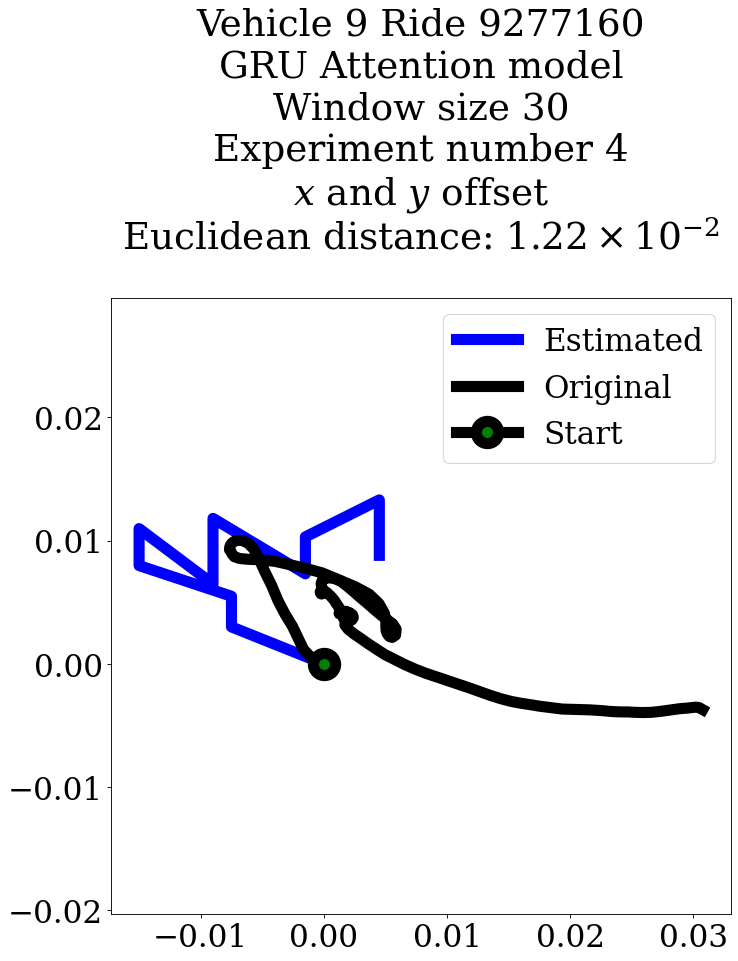 Vehicle 9 Ride 9277160
GRU Attention model
Window size 30
Experiment number 4
x and y offset
Euclidean distance: 1.22 × 10⁻²
Estimated
Original
Start
0.02
0.01
0.00
−0.01
−0.02
−0.01 0.00 0.01 0.02 0.03